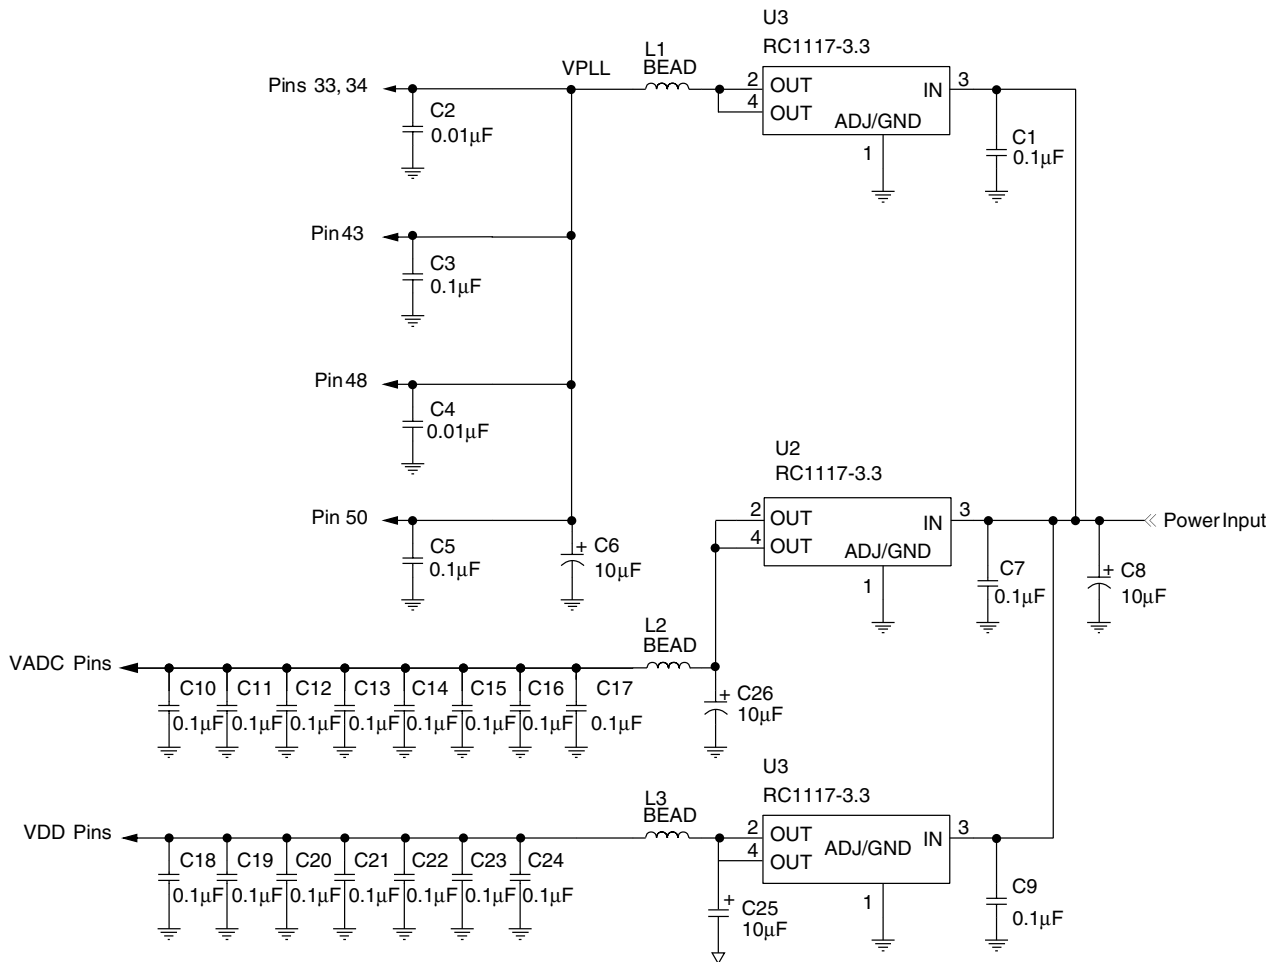 U3
RC1117-3.3
L1
BEAD
VPLL
Pins 33, 34
2
OUT
4
OUT
IN
3
ADJ/GND
1
C2
0.01µF
C1
0.1µF
Pin 43
C3
0.1µF
Pin 48
C4
0.01µF
U2
RC1117-3.3
Pin 50
2
OUT
4
OUT
IN
3
ADJ/GND
1
Power Input
C5
0.1µF
+
C6
10µF
C7
0.1µF
+
C8
10µF
L2
BEAD
VADC Pins
C10
C11
C12
C13
C14
C15
C16
C17
0.1µF
0.1µF
0.1µF
0.1µF
0.1µF
0.1µF
0.1µF
0.1µF
+
C26
10µF
U3
RC1117-3.3
L3
BEAD
VDD Pins
2
OUT
4
OUT
IN
3
ADJ/GND
1
C18
C19
C20
C21
C22
C23
C24
0.1µF
0.1µF
0.1µF
0.1µF
0.1µF
0.1µF
0.1µF
+
C25
10µF
C9
0.1µF